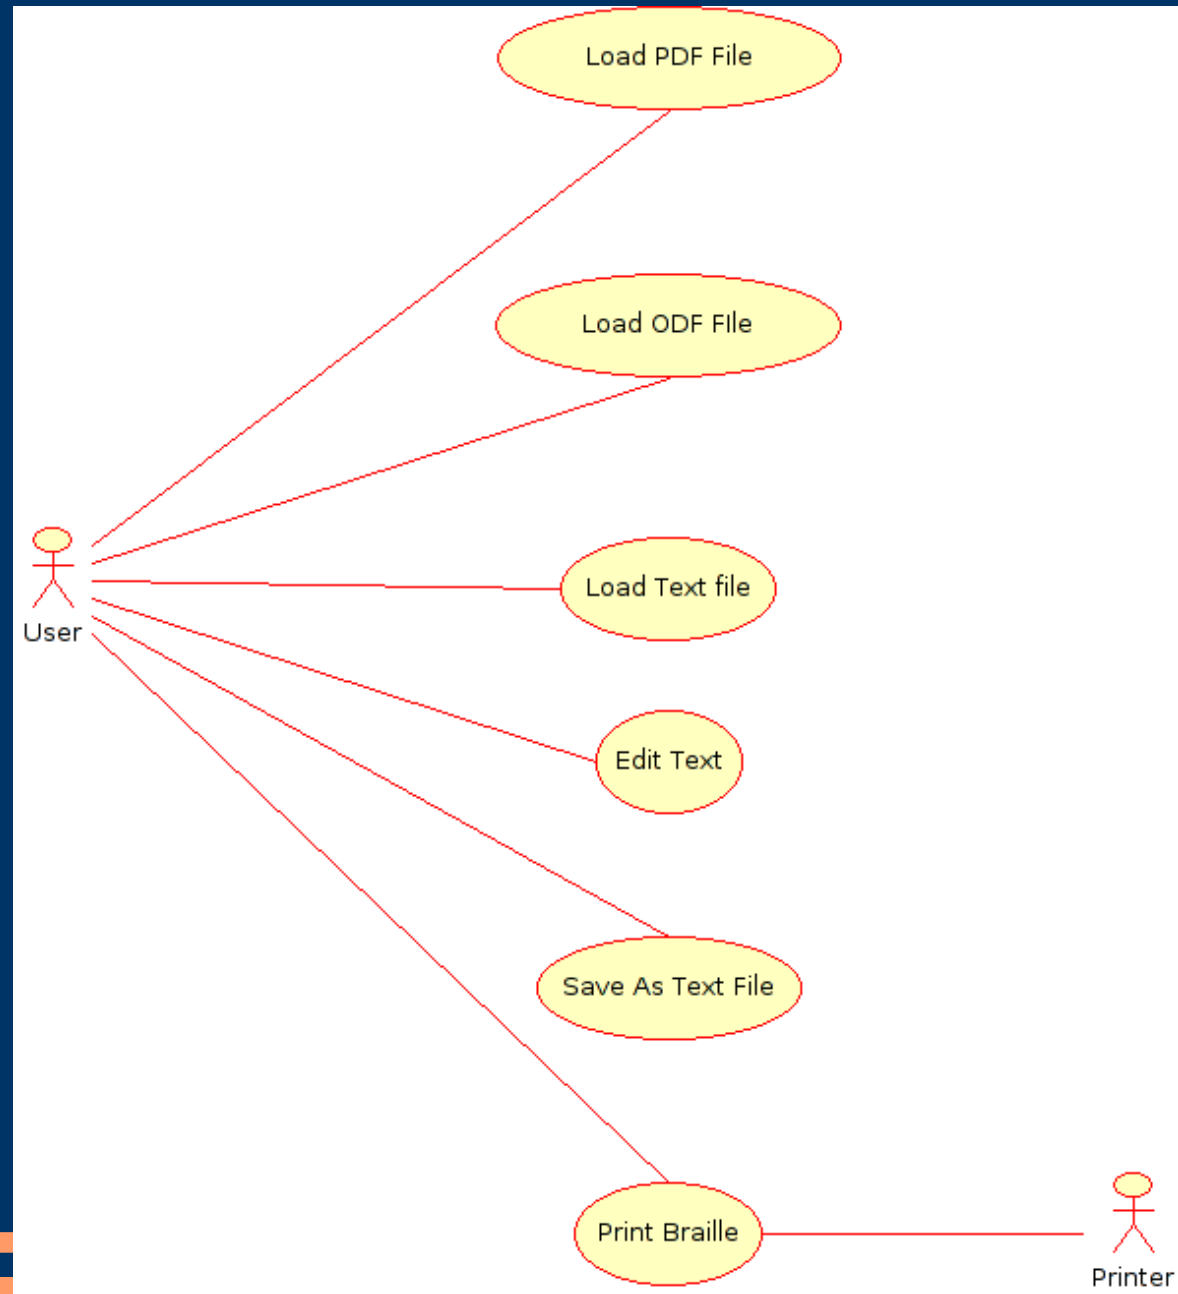 Load PDF File
Load ODF FIle
Load Text file
User
Edit Text
Save As Text File
Print Braille
Printer